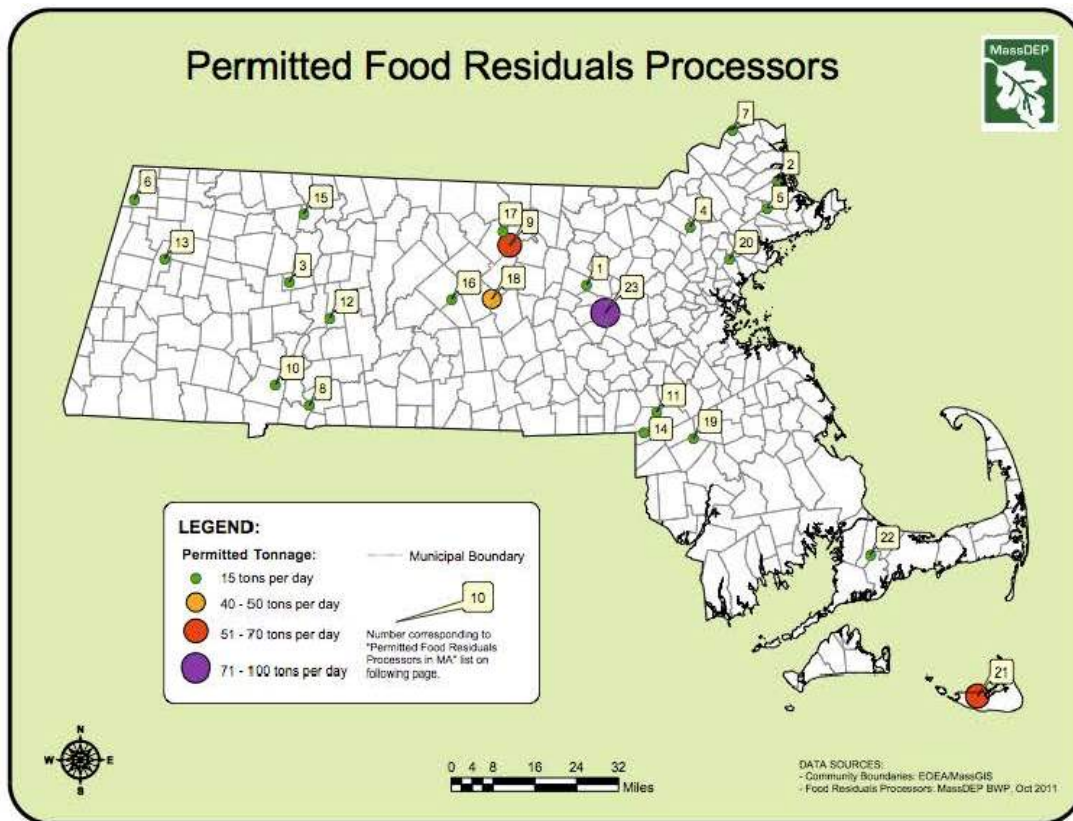 Permitted Food Residuals Processors
MassDEP
7
2
6
15
5
17
9
4
13
20
3
1
16
18
23
12
10
8
11
14
19
22
21
LEGEND:
Permitted Tonnage:
15 tons per day
40 - 50 tons per day
51 - 70 tons per day
71 - 100 tons per day
Municipal Boundary
10
Number corresponding to
"Permitted Food Residuals
Processors in MA" list on
following page.
N
W E
S
0 4 8 16 24 32
Miles
DATA SOURCES:
- Community Boundaries: EOEA/MassGIS
- Food Residuals Processors: MassDEP BWP, Oct 2011